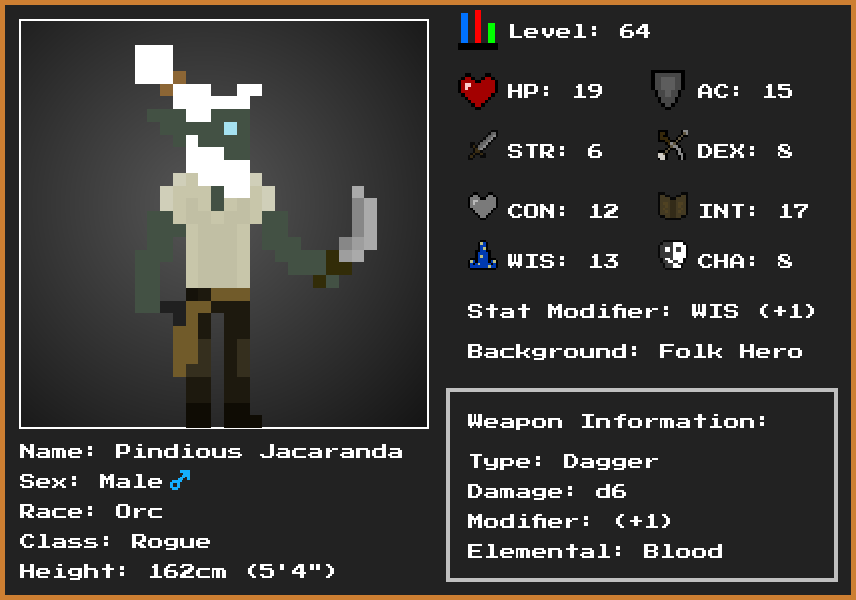 Level: 64
HP: 19 AC: 15
STR: 6 DEX: 8
CON: 12 INT: 17
WIS: 13 CHA: 8
Stat Modifier: WIS (+1)
Background: Folk Hero
Name: Pindious Jacaranda
Sex: Male♂
Race: Orc
Class: Rogue
Height: 162cm (5'4")
Weapon Information:
Type: Dagger
Damage: d6
Modifier: (+1)
Elemental: Blood